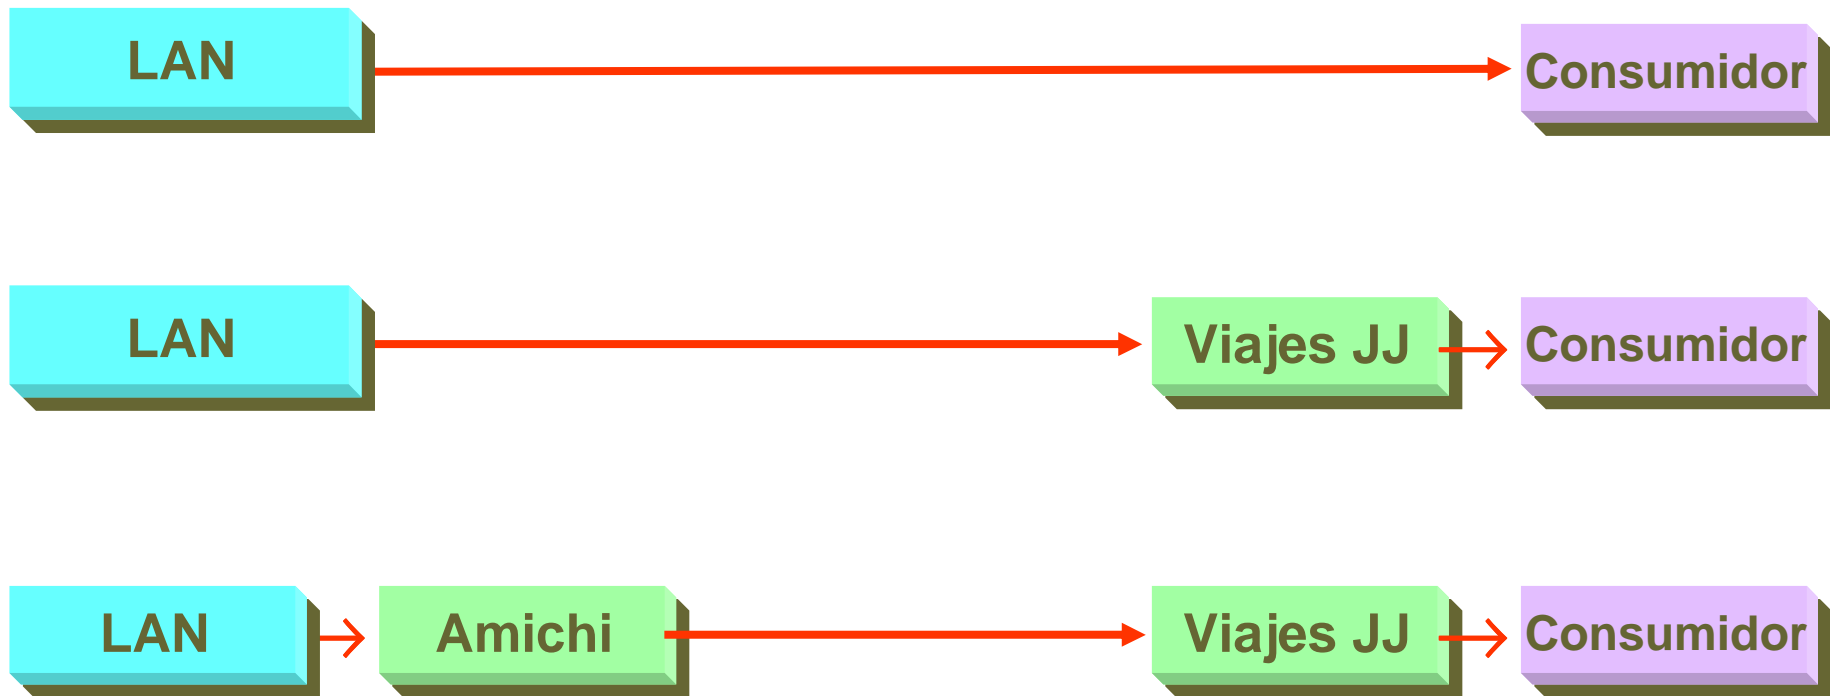 LAN Consumidor
LAN Viajes JJ Consumidor
LAN Amichi Viajes JJ Consumidor